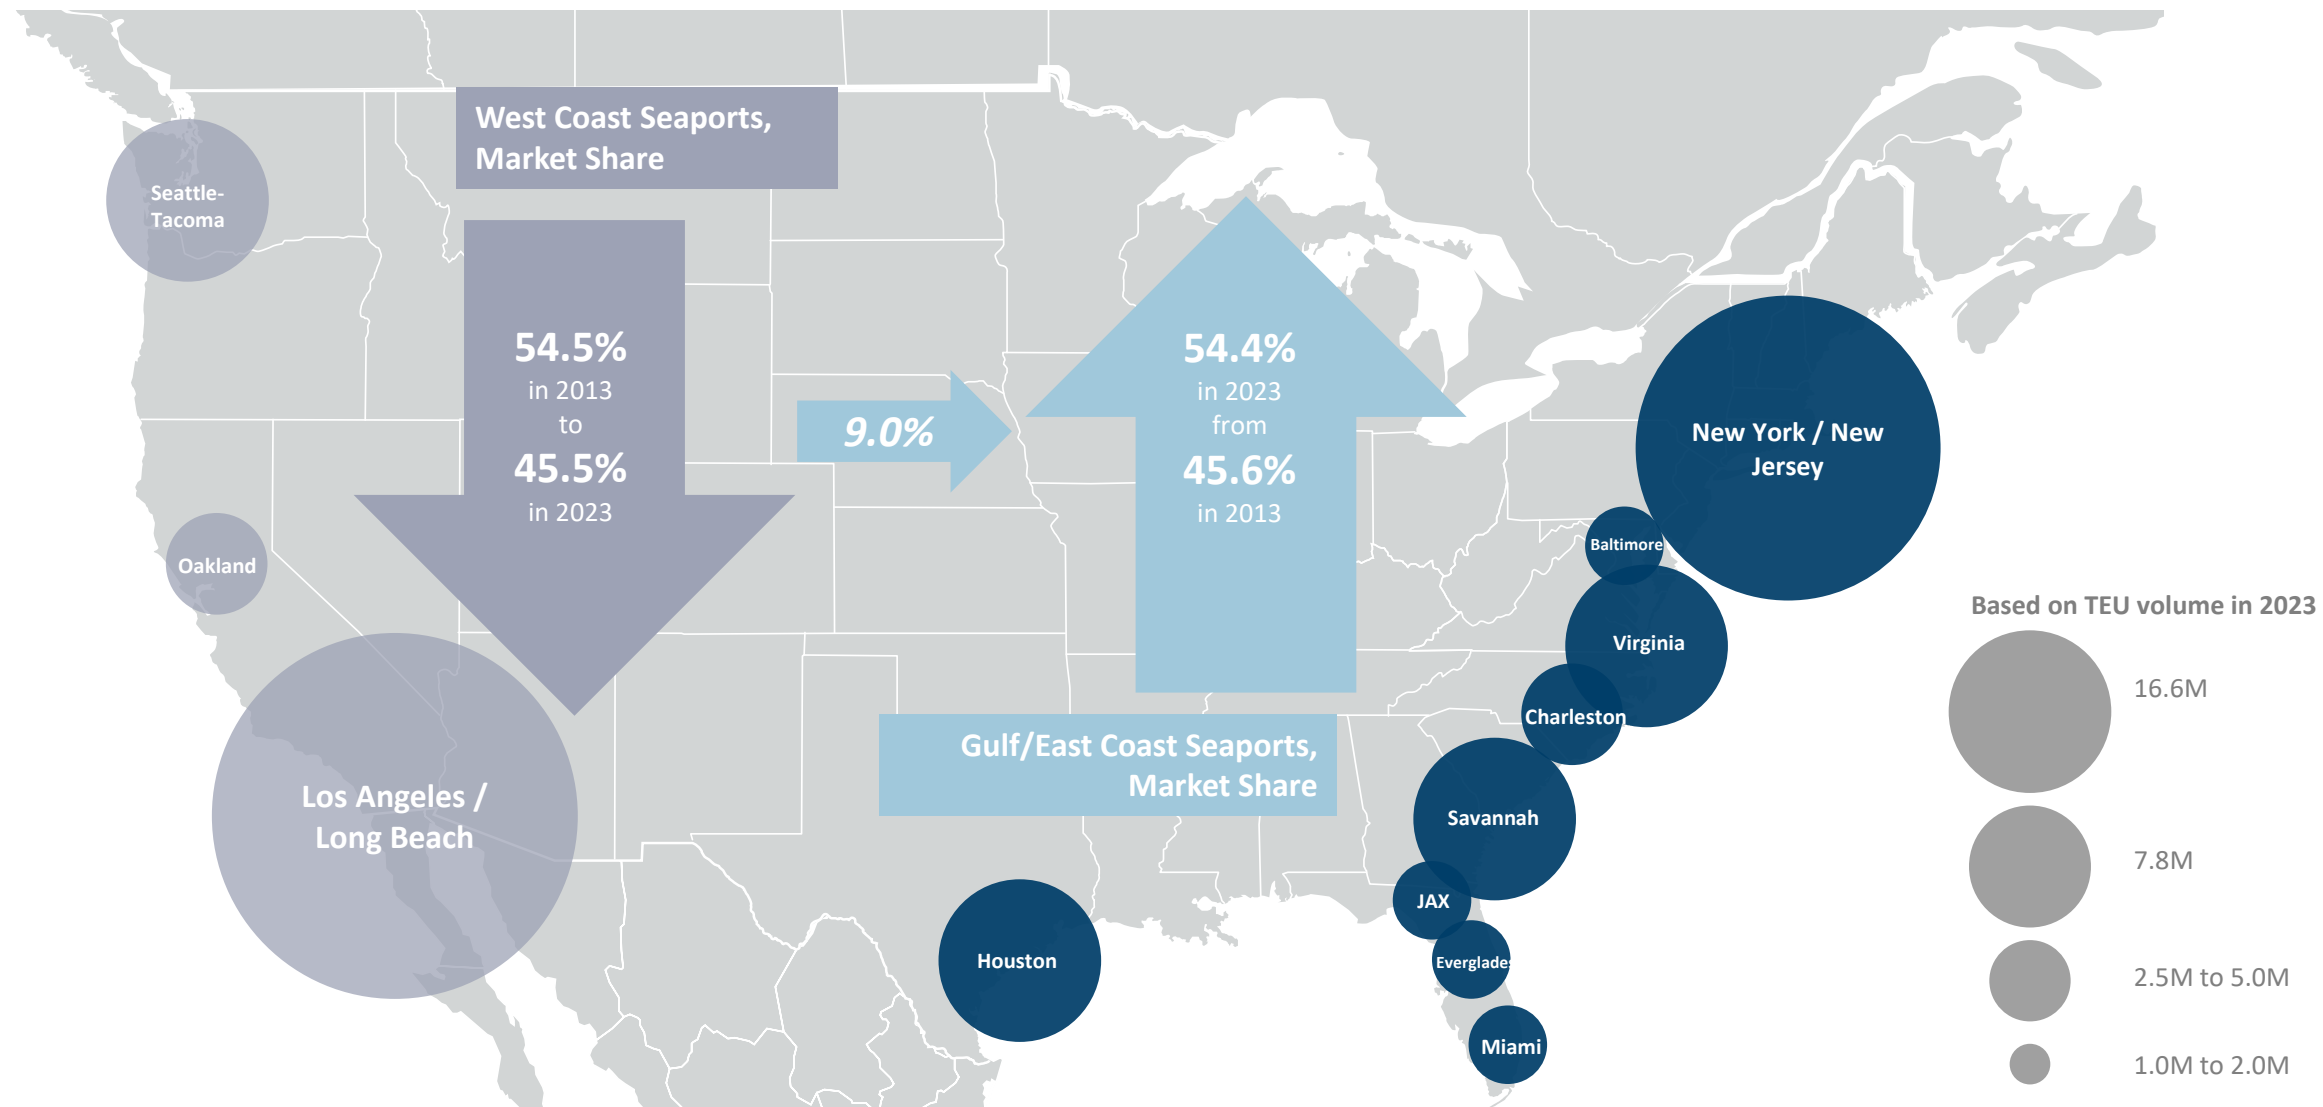 West Coast Seaports,
Market Share
Seattle-
Tacoma
54.5%
in 2013
to
45.5%
in 2023
9.0%
54.4%
in 2023
from
45.6%
in 2013
Gulf/East Coast Seaports,
Market Share
Oakland
Los Angeles /
Long Beach
New York / New
Jersey
Baltimore
Virginia
Charleston
Savannah
JAX
Everglade
Miami
Houston
Based on TEU volume in 2023
16.6M
7.8M
2.5M to 5.0M
1.0M to 2.0M